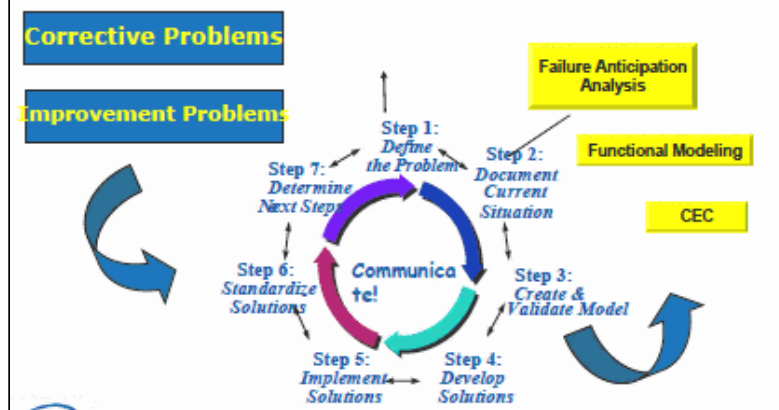 Corrective Problems
Improvement Problems
Failure Anticipation
Analysis
Functional Modeling
CEC
Step 1:
Define
the Problem
Step 2:
Document
Current
Situation
Step 3:
Create &
Validate Model
Step 4:
Develop
Solutions
Step 5:
Implement
Solutions
Step 6:
Standardize
Solutions
Step 7:
Determine
Next Steps
Communica
te!